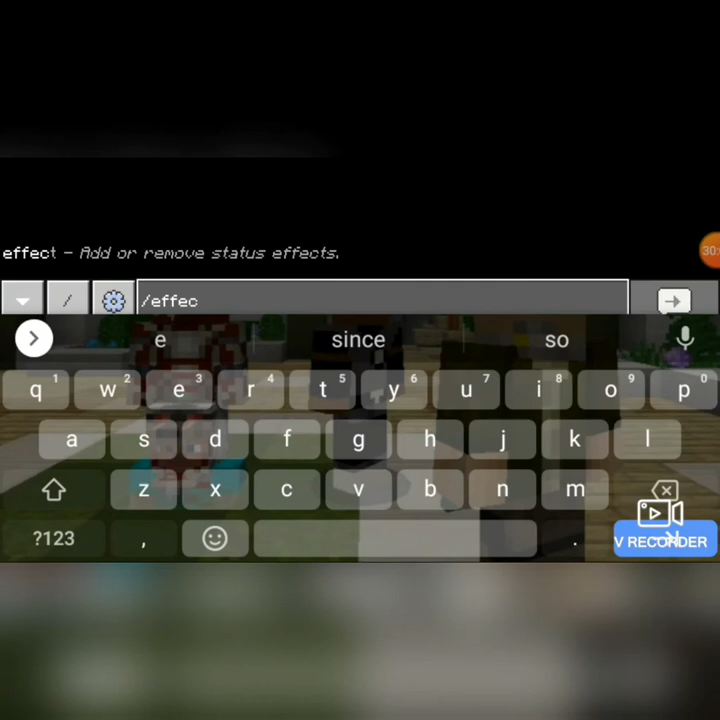 effect – Add or remove status effects.
30:
/
/effec
e since so
q1 w2 e3 r4 t5 y6 u7 i8 o9 p0
a s d f g h j k l
z x c v b n m
?123 , .
V RECORDER